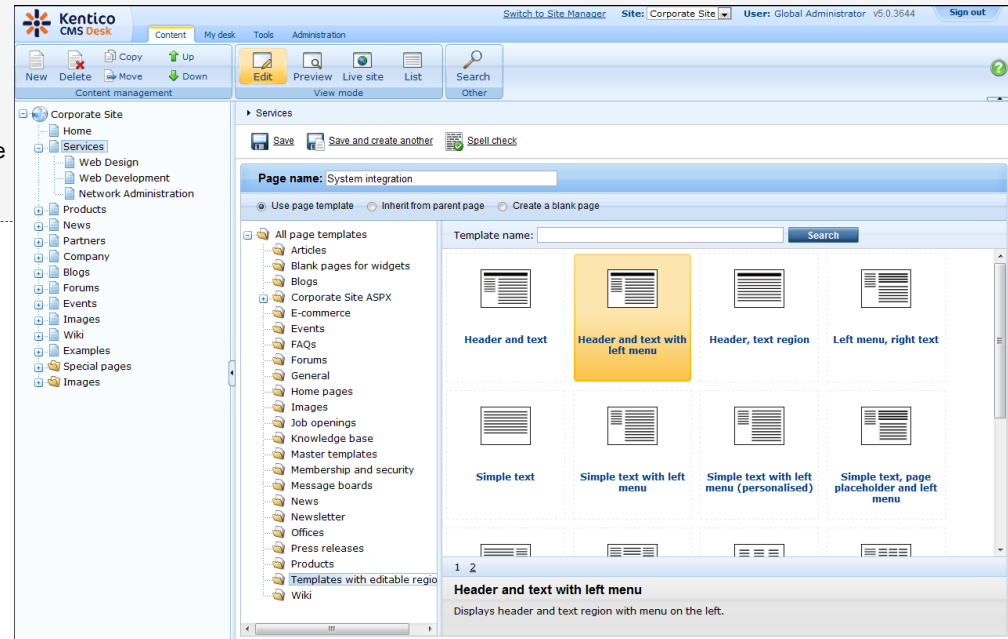 Kentico
CMS Desk
Switch to Site Manager Site: Corporate Site User: Global Administrator v5.0.3644 Sign out
Content My desk Tools Administration
New Delete Copy Move Up Down
Content management
Edit Preview Live site List
View mode
Search
Other
e
Corporate Site
Home
Services
Web Design
Web Development
Network Administration
Products
News
Partners
Company
Blogs
Forums
Events
Images
Wiki
Examples
Special pages
Images
Services
Save Save and create another Spell check
Page name: System integration
Use page template Inherit from parent page Create a blank page
All page templates
Articles
Blank pages for widgets
Blogs
Corporate Site ASPX
E-commerce
Events
FAQs
Forums
General
Home pages
Images
Job openings
Knowledge base
Master templates
Membership and security
Message boards
News
Newsletter
Offices
Press releases
Products
Templates with editable regio
Wiki
Template name: Search
Header and text
Header and text with
left menu
Header, text region
Left menu, right text
Simple text
Simple text with left
menu
Simple text with left
menu (personalised)
Simple text, page
placeholder and left
menu
1 2
Header and text with left menu
Displays header and text region with menu on the left.